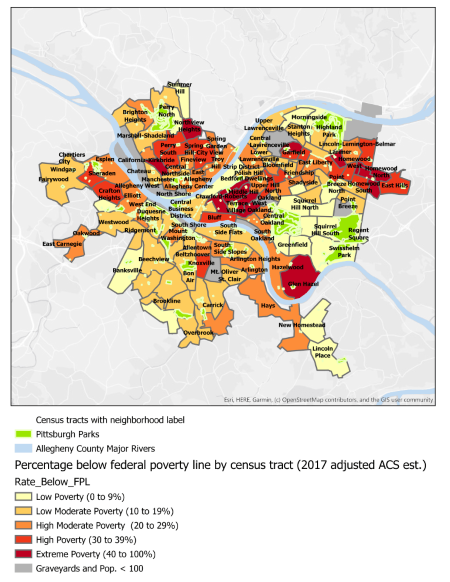 Summer
Hill
Brighton
Heights
Perry
North
Northview
Heights
Marshall-Shadeland
Morningside
Upper
Lawrenceville
Stanton
Heights
Highland
Park
Perry
South
Spring
Garden
Spring
Hill-City View
Central
Lawrenceville
Garfield
Lincoln-Lemington-Belmar
Chartiers
City
Windgap
Fairywood
Esplen
Sheraden
California-Kirkbride
Central
Northside
Fineview
East
Allegheny
Troy
Hill
Strip District
Lower
Lawrenceville
Bloomfield
East Liberty
Homewood
West
Homewood
North
Chateau
Manchester
Polish Hill
Bedford Dwellings
Friendship
Shadyside
Point
Breeze North
Homewood
South
East Hills
Crafton
Heights
Allegheny West
Allegheny Center
North Shore
Upper Hill
North
Oakland
Point
Breeze
Elliott
West End
Central
Business
District
Terrace Village
Bluff
Central
Oakland
Squirrel
Hill North
Oakwood
Westwood
Ridgemont
Duquesne
Heights
South Shore
South
Side Flats
South
Oakland
Squirrel
Hill South
Regent
Square
East Carnegie
Mount
Washington
Greenfield
Swisshelm
Park
Banksville
Beechview
Allentown
Beltzhoover
South
Side Slopes
Arlington Heights
Knoxville
Arlington
Hazelwood
Bon
Air
Mt. Oliver
St. Clair
Glen Hazel
Brookline
Carrick
Hays
Overbrook
New Homestead
Lincoln
Place
Esri, HERE, Garmin, (c) OpenStreetMap contributors, and the GIS user community
Census tracts with neighborhood label
Pittsburgh Parks
Allegheny County Major Rivers
Percentage below federal poverty line by census tract (2017 adjusted ACS est.)
Rate_Below_FPL
Low Poverty (0 to 9%)
Low Moderate Poverty (10 to 19%)
High Moderate Poverty (20 to 29%)
High Poverty (30 to 39%)
Extreme Poverty (40 to 100%)
Graveyards and Pop. < 100